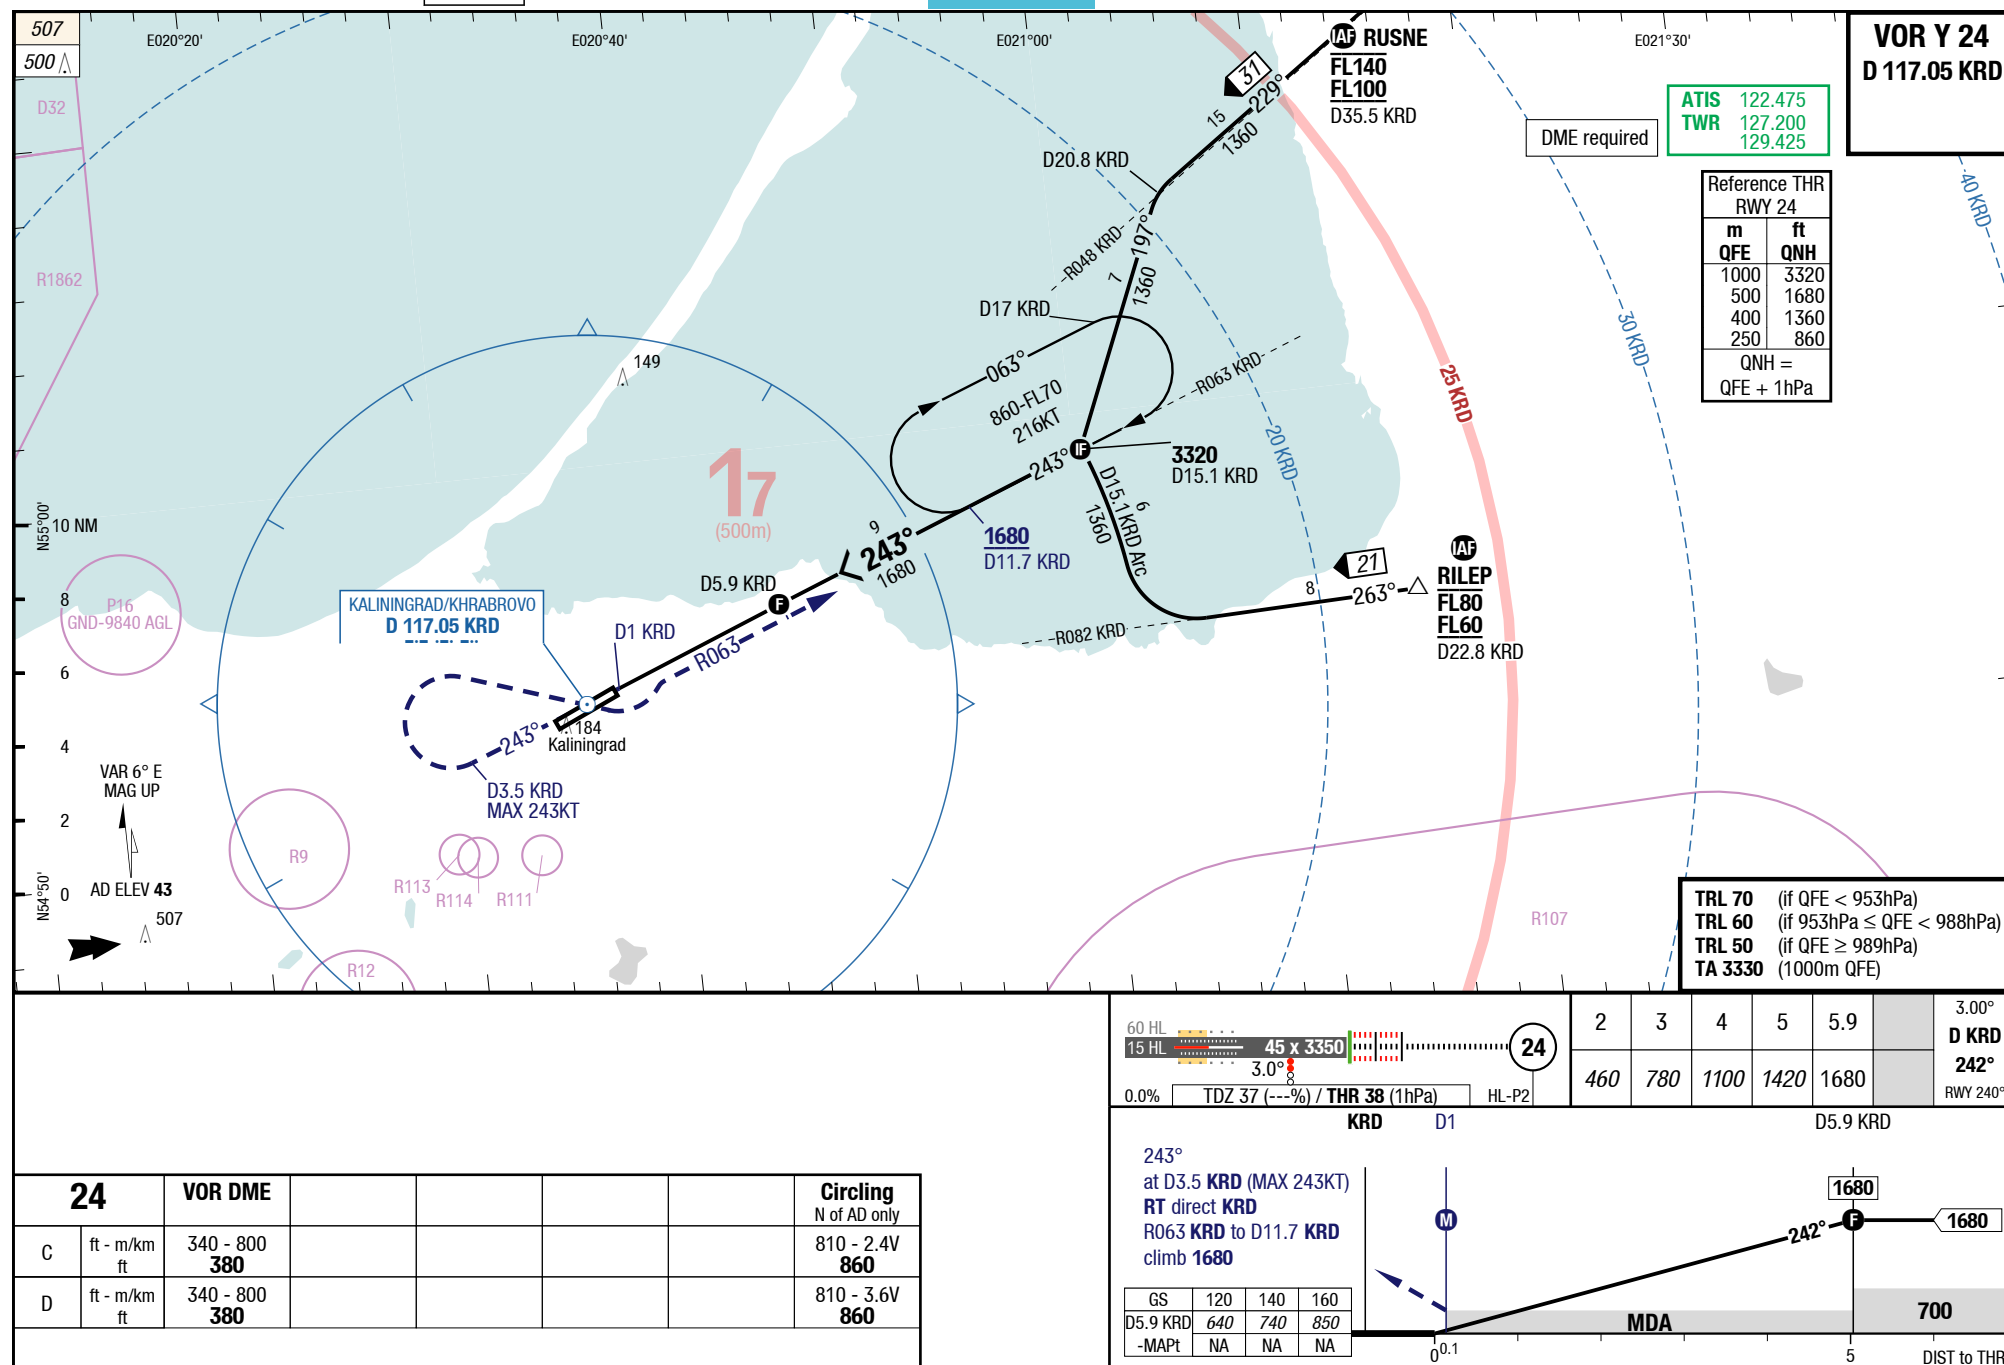 507
500
E020°20'
E020°40'
E021°00'
E021°30'
VOR Y 24
D 117.05 KRD
IAF RUSNE
FL140
FL100
D35.5 KRD
ATIS 122.475
TWR 127.200
129.425
DME required
Reference THR
RWY 24
m ft
QFE QNH
1000 3320
500 1680
400 1360
250 860
QNH =
QFE + 1hPa
D32
R1862
31
229°
15
1360
D20.8 KRD
R048 KRD
197°
7
1360
D17 KRD
063°
860-FL70
216KT
R063 KRD
149
243°
IF
3320
D15.1 KRD
40 KRD
30 KRD
25 KRD
20 KRD
17
(500m)
N55°00'
10 NM
8
6
4
2
0
N54°50'
9
243°
1680
1680
D11.7 KRD
6
D15.1 KRD Arc
1360
21
8
263°
IAF
RILEP
FL80
FL60
D22.8 KRD
R082 KRD
P16
GND-9840 AGL
KALININGRAD/KHRABROVO
D 117.05 KRD
D5.9 KRD
F
D1 KRD
R063
243°
184
Kaliningrad
D3.5 KRD
MAX 243KT
VAR 6° E
MAG UP
AD ELEV 43
507
R9
R113
R114
R111
R12
R107
TRL 70 (if QFE < 953hPa)
TRL 60 (if 953hPa ≤ QFE < 988hPa)
TRL 50 (if QFE ≥ 989hPa)
TA 3330 (1000m QFE)
60 HL
15 HL
45 x 3350
24
3.0°
0.0%
TDZ 37 (---%) / THR 38 (1hPa)
HL-P2
2 3 4 5 5.9
460 780 1100 1420 1680
3.00°
D KRD
242°
RWY 240°
KRD D1 D5.9 KRD
243°
at D3.5 KRD (MAX 243KT)
RT direct KRD
R063 KRD to D11.7 KRD
climb 1680
M
1680
F
1680
242°
MDA
700
0 0.1 5 DIST to THR
GS 120 140 160
D5.9 KRD 640 740 850
-MAPt NA NA NA
24 VOR DME Circling
N of AD only
C ft - m/km 340 - 800 810 - 2.4V
ft 380 860
D ft - m/km 340 - 800 810 - 3.6V
ft 380 860